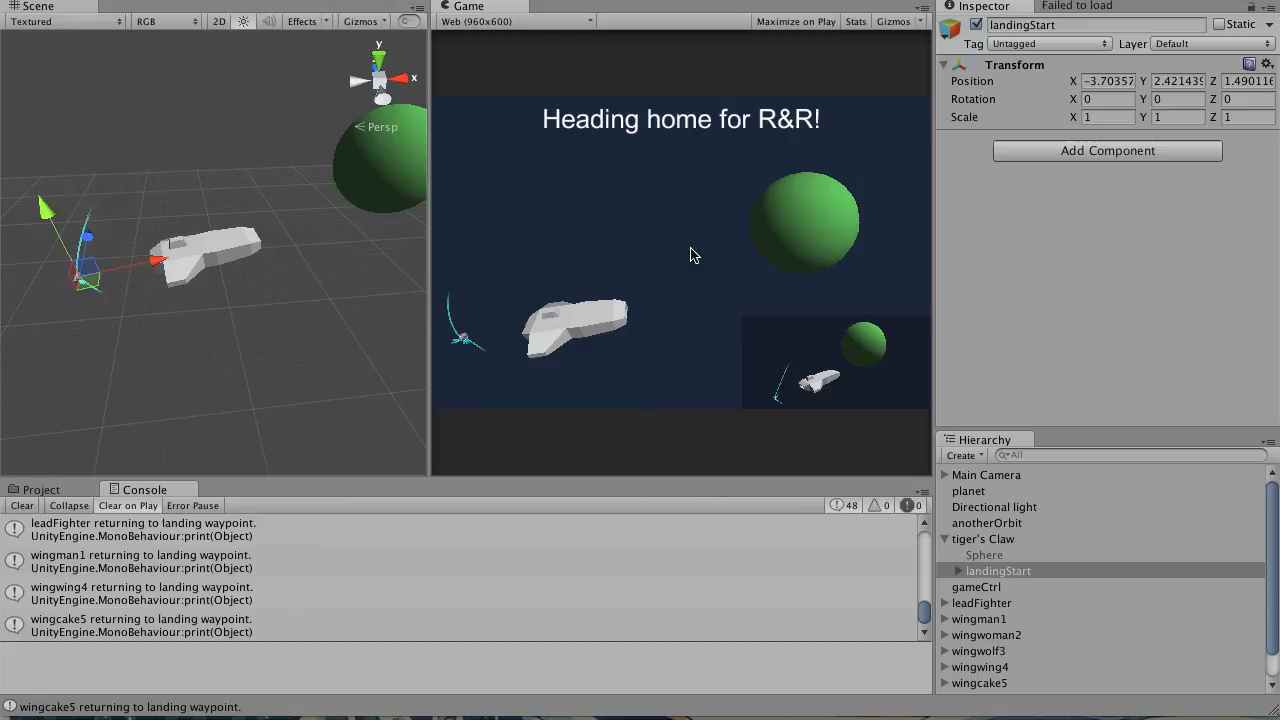 Scene
Textured
RGB
2D
Effects
Gizmos
y
x
Persp
Game
Web (960x600)
Maximize on Play
Stats
Gizmos
Heading home for R&R!
Inspector
Failed to load
landingStart
Static
Tag
Untagged
Layer
Default
Transform
Position
X
-3.70357
Y
2.421439
Z
1.490116
Rotation
X
0
Y
0
Z
0
Scale
X
1
Y
1
Z
1
Add Component
Hierarchy
Create
All
Main Camera
planet
Directional light
anotherOrbit
tiger's Claw
Sphere
landingStart
gameCtrl
leadFighter
wingman1
wingwoman2
wingwolf3
wingwing4
wingcake5
Project
Console
Clear
Collapse
Clear on Play
Error Pause
48
0
0
leadFighter returning to landing waypoint.
UnityEngine.MonoBehaviour:print(Object)
wingman1 returning to landing waypoint.
UnityEngine.MonoBehaviour:print(Object)
wingwing4 returning to landing waypoint.
UnityEngine.MonoBehaviour:print(Object)
wingcake5 returning to landing waypoint.
UnityEngine.MonoBehaviour:print(Object)
wingcake5 returning to landing waypoint.